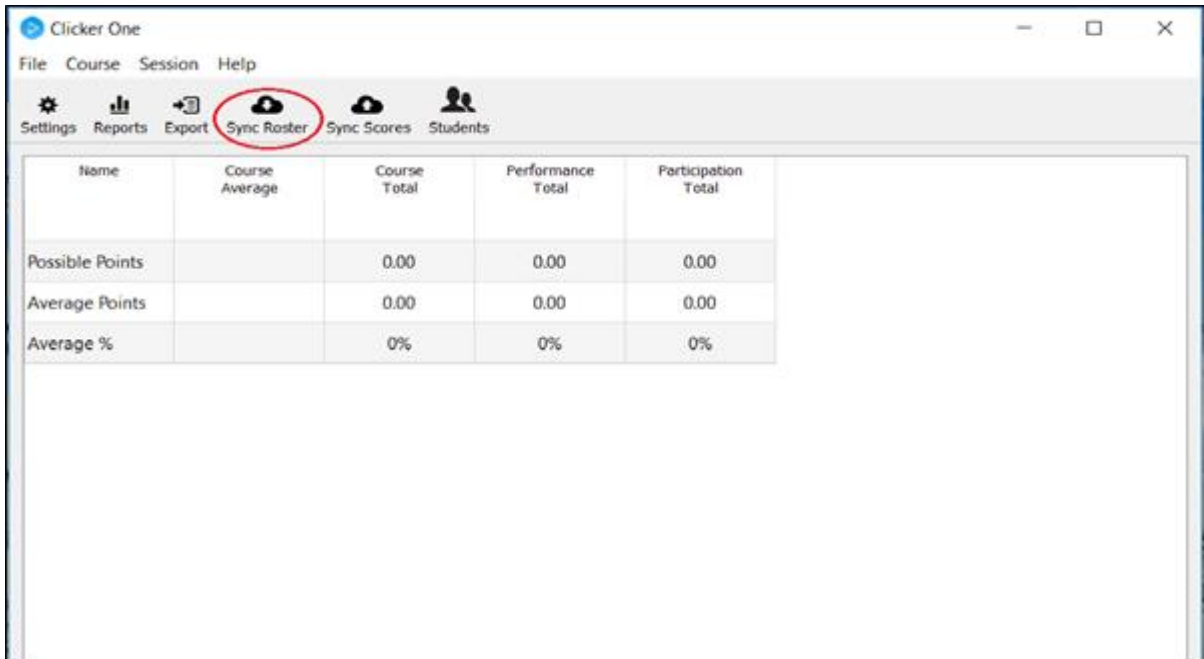 Clicker One
File Course Session Help
Settings Reports Export Sync Roster Sync Scores Students
Name Course Average Course Total Performance Total Participation Total
Possible Points 0.00 0.00 0.00
Average Points 0.00 0.00 0.00
Average % 0% 0% 0%